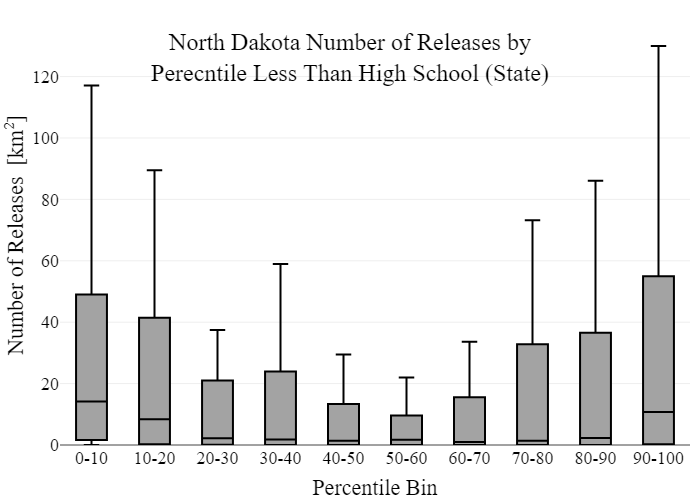 North Dakota Number of Releases by
Perecntile Less Than High School (State)
Number of Releases [km²]
120
100
80
60
40
20
0
0-10 10-20 20-30 30-40 40-50 50-60 60-70 70-80 80-90 90-100
Percentile Bin